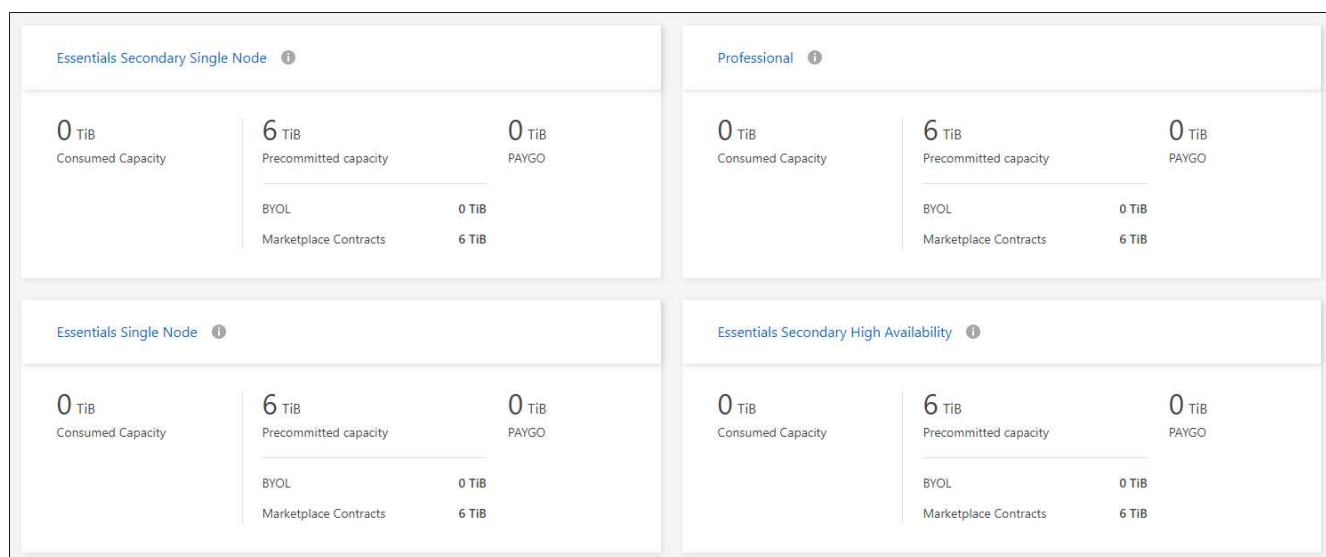 Essentials Secondary Single Node
0 TiB
Consumed Capacity
6 TiB
Precommitted capacity
0 TiB
PAYGO
BYOL 0 TiB
Marketplace Contracts 6 TiB
Professional
0 TiB
Consumed Capacity
6 TiB
Precommitted capacity
0 TiB
PAYGO
BYOL 0 TiB
Marketplace Contracts 6 TiB
Essentials Single Node
0 TiB
Consumed Capacity
6 TiB
Precommitted capacity
0 TiB
PAYGO
BYOL 0 TiB
Marketplace Contracts 6 TiB
Essentials Secondary High Availability
0 TiB
Consumed Capacity
6 TiB
Precommitted capacity
0 TiB
PAYGO
BYOL 0 TiB
Marketplace Contracts 6 TiB